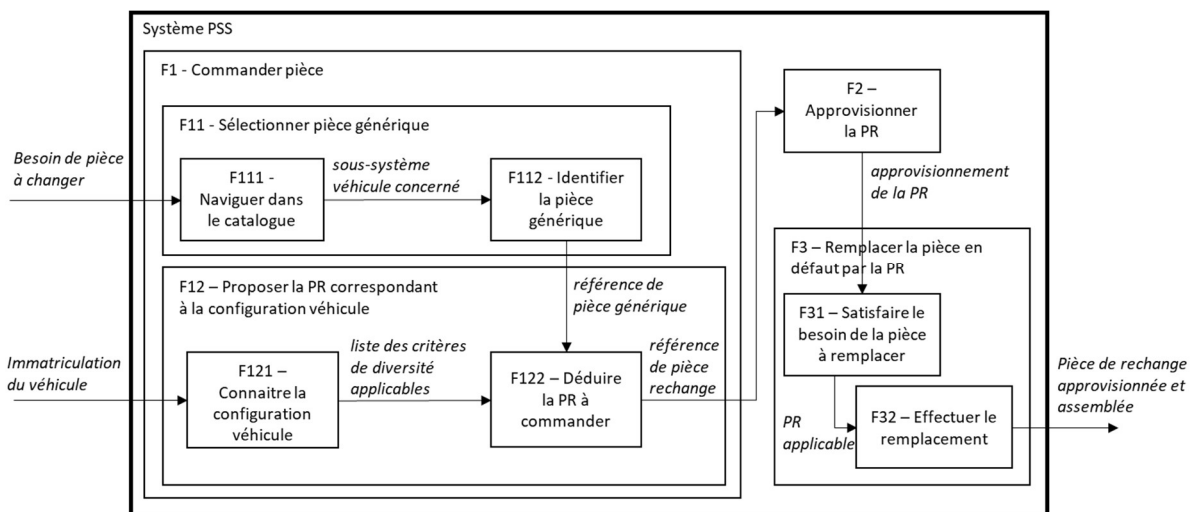 Système PSS
F1 - Commander pièce
F11 - Sélectionner pièce générique
Besoin de pièce
à changer
F111 -
Naviguer dans
le catalogue
sous-système
véhicule concerné
F112 - Identifier
la pièce
générique
F2 –
Approvisionner
la PR
approvisionnement
de la PR
référence de
pièce générique
F12 – Proposer la PR correspondant
à la configuration véhicule
Immatriculation
du véhicule
F121 –
Connaitre la
configuration
véhicule
liste des critères
de diversité
applicables
F122 – Déduire
la PR à
commander
référence
de pièce
rechange
F3 – Remplacer la pièce en
défaut par la PR
F31 – Satisfaire le
besoin de la pièce
à remplacer
PR
applicable
F32 – Effectuer le
remplacement
Pièce de rechange
approvisionnée et
assemblée